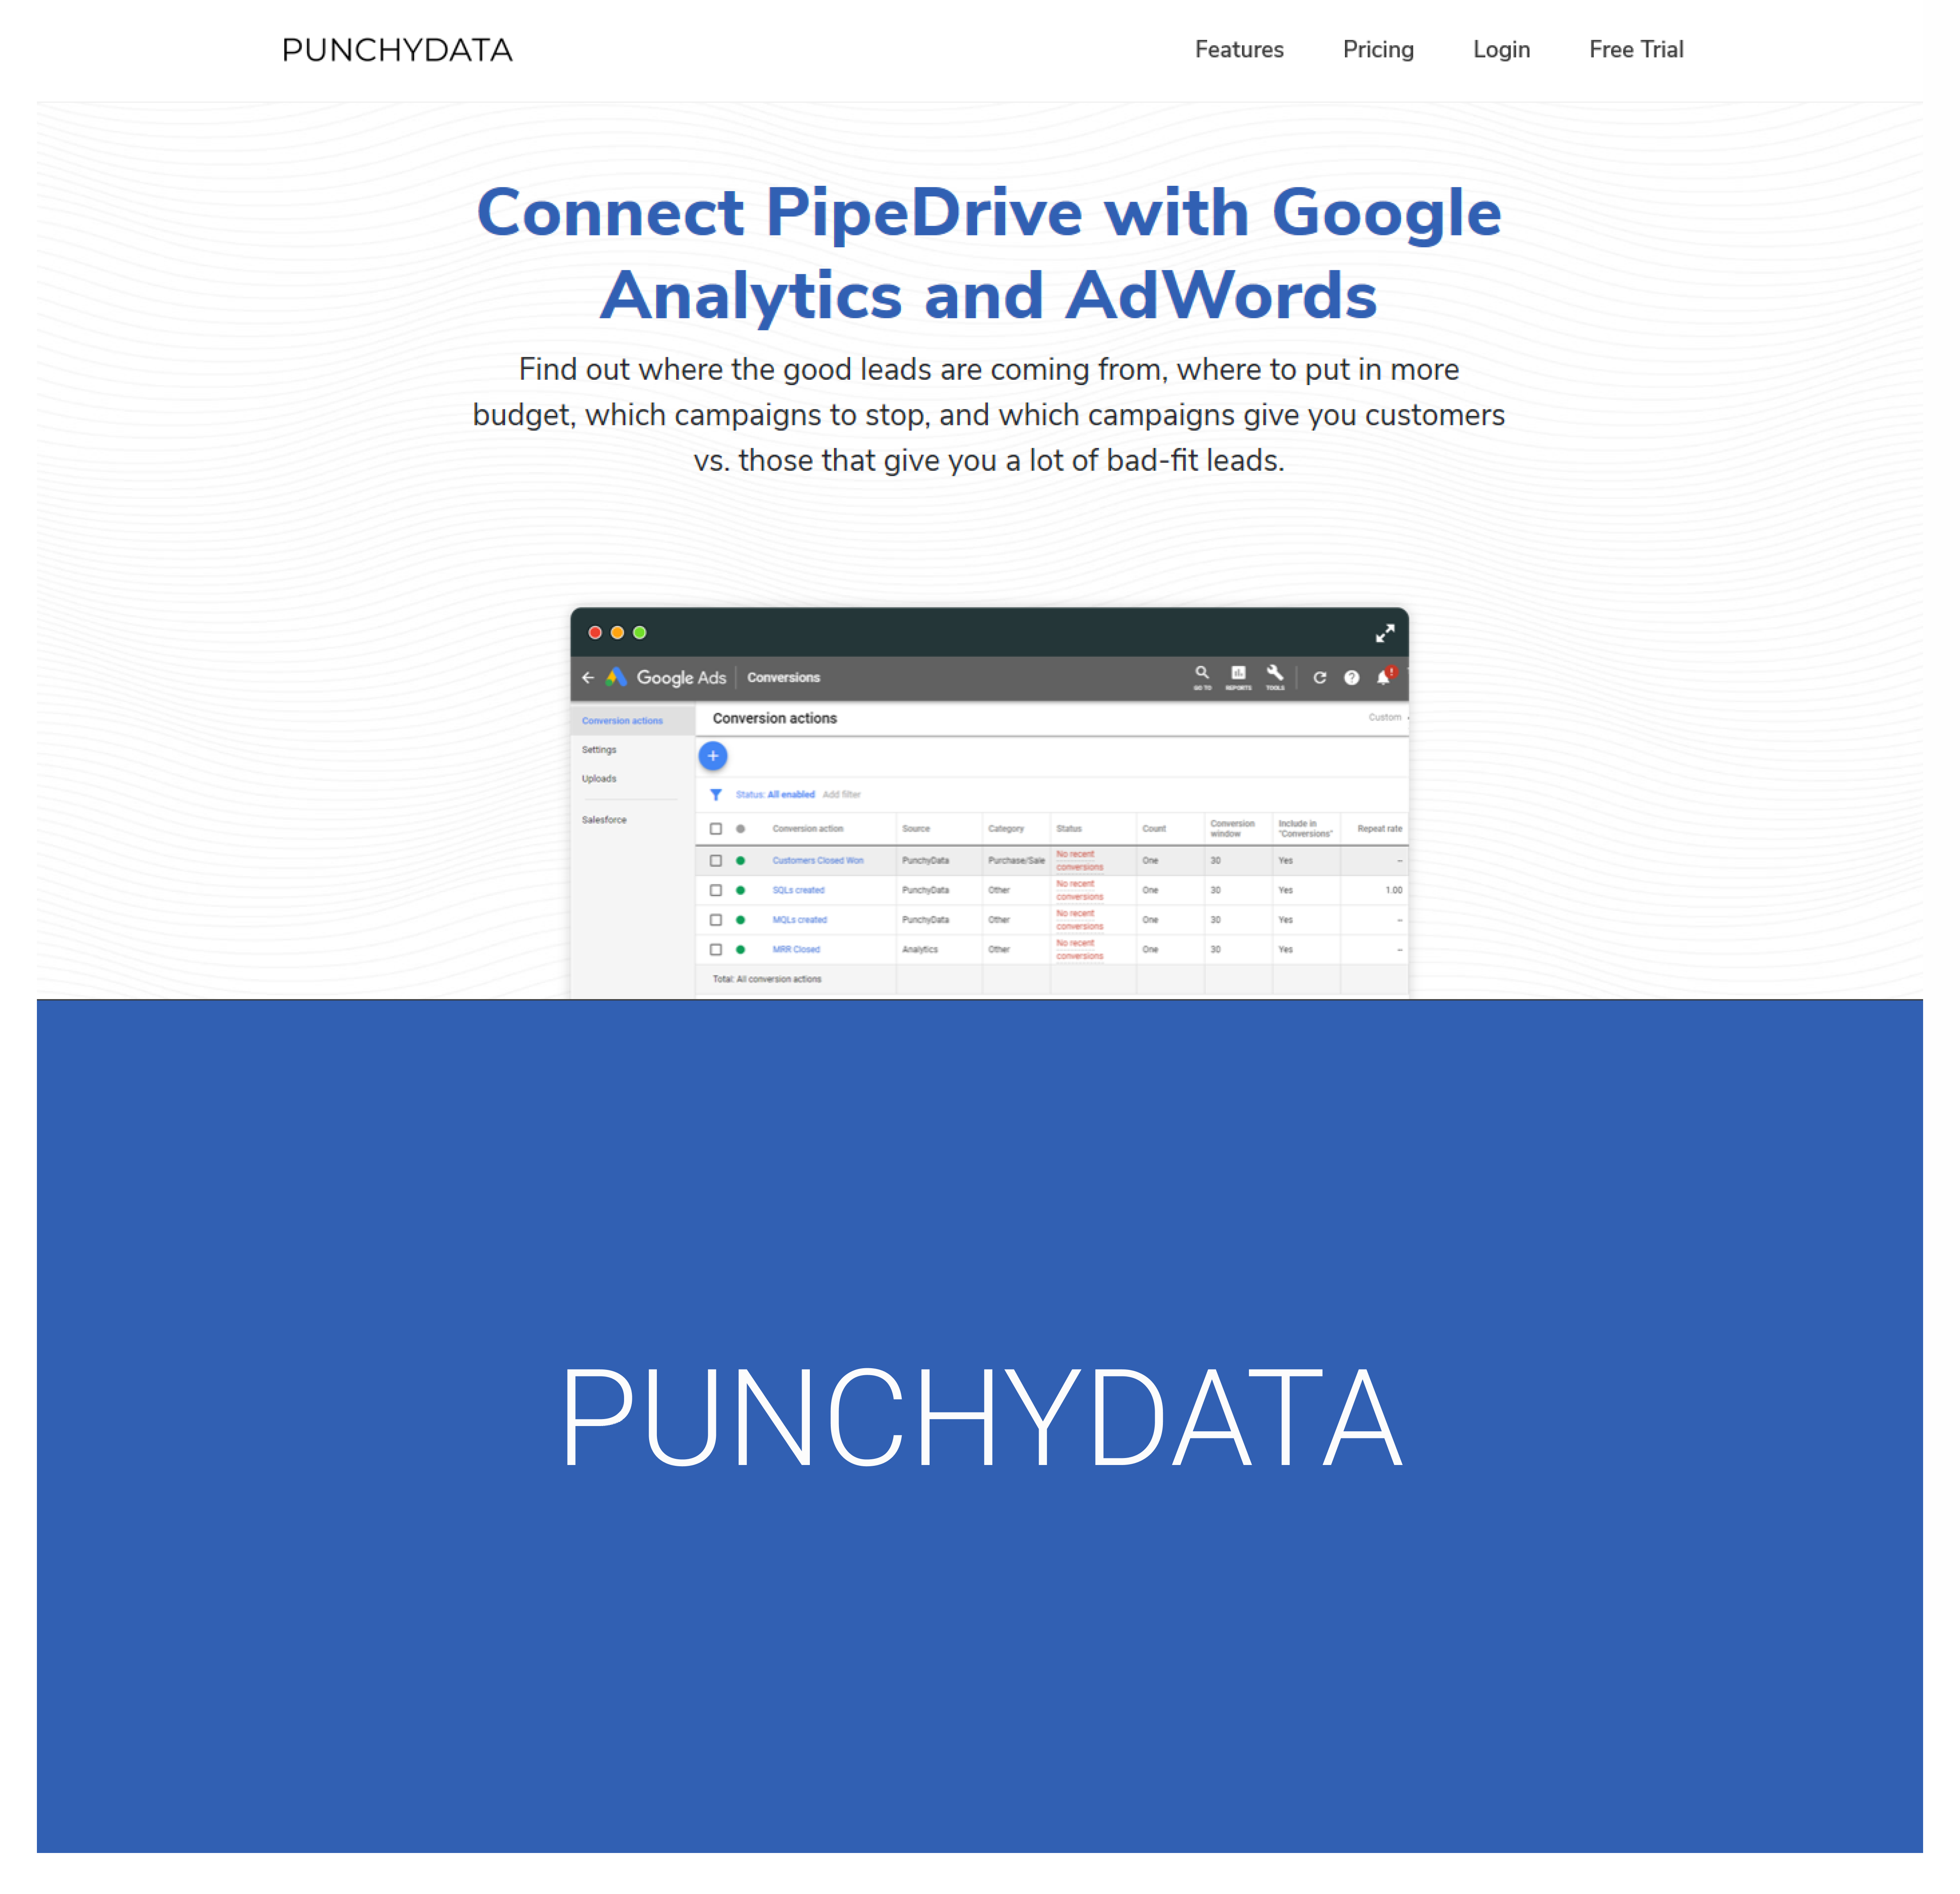 PUNCHYDATA
Features Pricing Login Free Trial
Connect PipeDrive with Google
Analytics and AdWords
Find out where the good leads are coming from, where to put in more
budget, which campaigns to stop, and which campaigns give you customers
vs. those that give you a lot of bad-fit leads.
Google Ads Conversions
GO TO REPORTS TOOLS
Conversion actions
Settings
Uploads
Salesforce
Conversion actions Custom
Status: All enabled Add filter
Conversion action Source Category Status Count Conversion window Include in "Conversions" Repeat rate
Customers Closed Won PunchyData Purchase/Sale No recent conversions One 30 Yes –
SQLs created PunchyData Other No recent conversions One 30 Yes 1.00
MQLs created PunchyData Other No recent conversions One 30 Yes –
MRR Closed Analytics Other No recent conversions One 30 Yes –
Total: All conversion actions
PUNCHYDATA